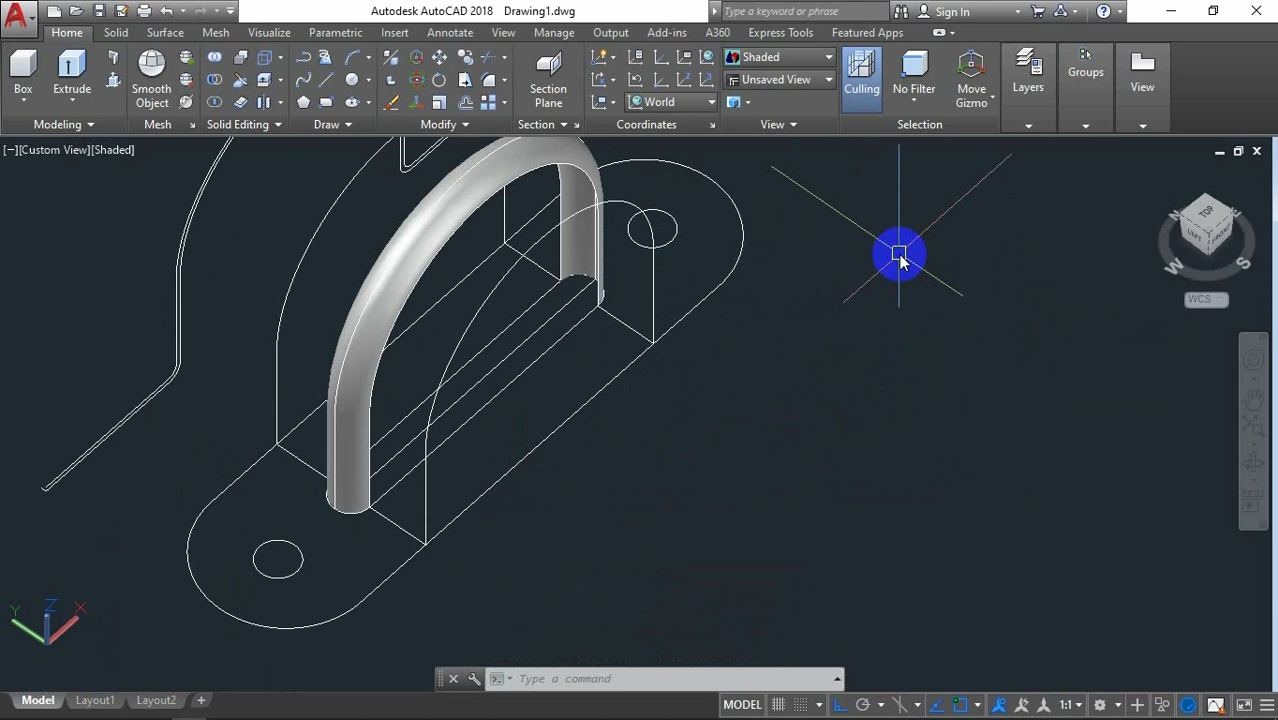 Autodesk AutoCAD 2018 Drawing1.dwg
Type a keyword or phrase
Sign In
Home Solid Surface Mesh Visualize Parametric Insert Annotate View Manage Output Add-ins A360 Express Tools Featured Apps
Box
Extrude
Smooth
Object
Section
Plane
Shaded
Unsaved View
World
Culling
No Filter
Move
Gizmo
Layers
Groups
View
Modeling Mesh Solid Editing Draw Modify Section Coordinates View Selection
[−][Custom View][Shaded]
N
TOP
LEFT
W
S
WCS
Y Z X
Type a command
Model Layout1 Layout2
MODEL
1:1